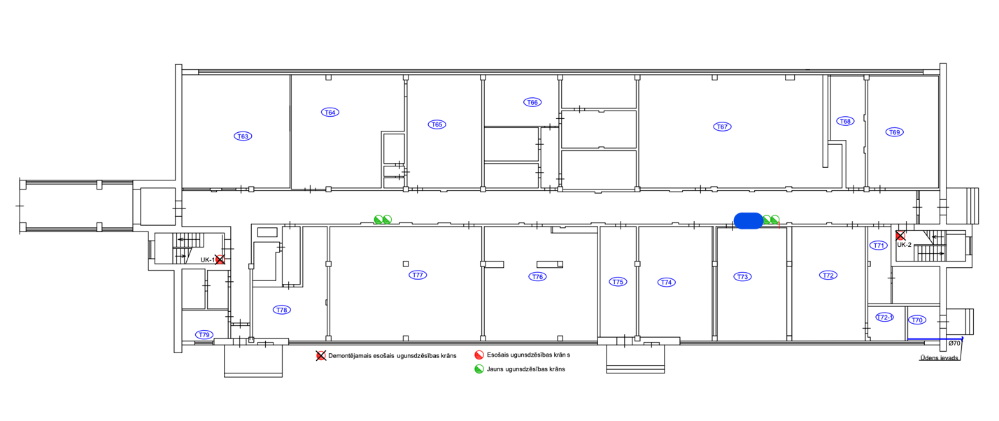 T66
T64
T68
T65
T67
T69
T63
UK-2
T71
UK-1
T77
T72
T76
T73
T75
T74
T78
T72-1
T70
T79
Ø70
Demontējamais esošais ugunsdzēsības krāns
Esošais ugunsdzēsības krāns
Ūdens ievads
Jauns ugunsdzēsības krāns